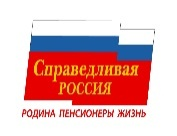 Справедливая
РОССИЯ
РОДИНА ПЕНСИОНЕРЫ ЖИЗНЬ